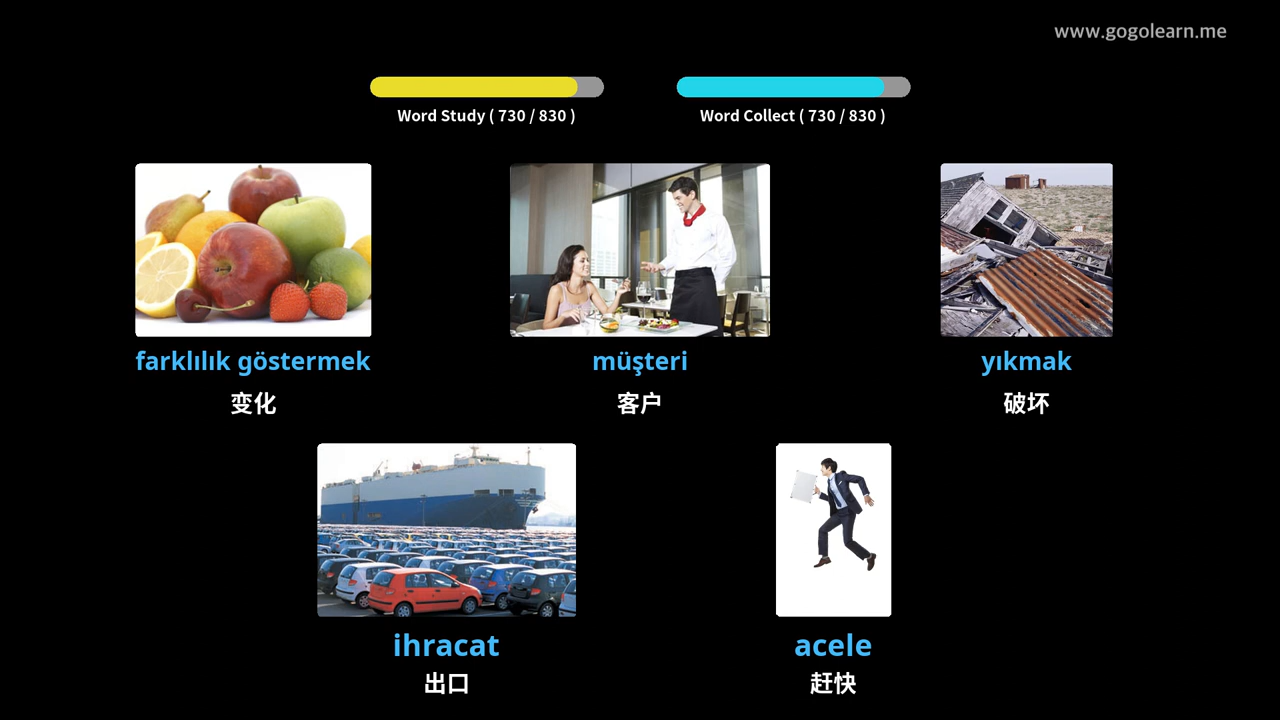 www.gogolearn.me
Word Study ( 730 / 830 )
Word Collect ( 730 / 830 )
farklılık göstermek
müşteri
yıkmak
变化
客户
破坏
ihracat
acele
出口
赶快